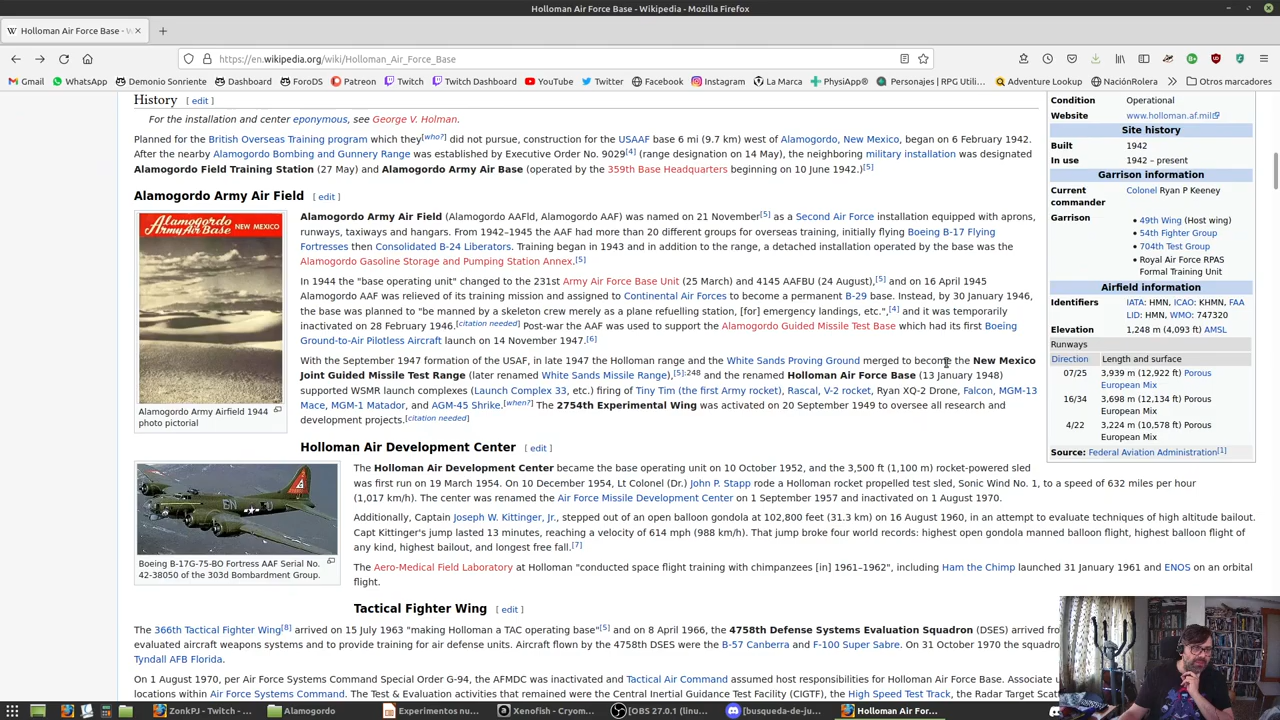 Holloman Air Force Base - Wikipedia — Mozilla Firefox
Holloman Air Force Base - W
https://en.wikipedia.org/wiki/Holloman_Air_Force_Base
Gmail WhatsApp Demonio Sonriente Dashboard ForoDS Patreon Twitch Twitch Dashboard YouTube Twitter Facebook Instagram La Marca PhysiApp® Personajes | RPG Utili... Adventure Lookup NaciónRolera Otros marcadores
History [ edit ]
For the installation and center eponymous, see George V. Holman.
Planned for the British Overseas Training program which they[who?] did not pursue, construction for the USAAF base 6 mi (9.7 km) west of Alamogordo, New Mexico, began on 6 February 1942.
After the nearby Alamogordo Bombing and Gunnery Range was established by Executive Order No. 9029[4] (range designation on 14 May), the neighboring military installation was designated
Alamogordo Field Training Station (27 May) and Alamogordo Army Air Base (operated by the 359th Base Headquarters beginning on 10 June 1942.)[5]
Alamogordo Army Air Field [ edit ]
Alamogordo Army Air Base NEW MEXICO
Alamogordo Army Airfield 1944
photo pictorial
Alamogordo Army Air Field (Alamogordo AAFld, Alamogordo AAF) was named on 21 November[5] as a Second Air Force installation equipped with aprons,
runways, taxiways and hangars. From 1942–1945 the AAF had more than 20 different groups for overseas training, initially flying Boeing B-17 Flying
Fortresses then Consolidated B-24 Liberators. Training began in 1943 and in addition to the range, a detached installation operated by the base was the
Alamogordo Gasoline Storage and Pumping Station Annex.[5]
In 1944 the "base operating unit" changed to the 231st Army Air Force Base Unit (25 March) and 4145 AAFBU (24 August),[5] and on 16 April 1945
Alamogordo AAF was relieved of its training mission and assigned to Continental Air Forces to become a permanent B-29 base. Instead, by 30 January 1946,
the base was planned to "be manned by a skeleton crew merely as a plane refuelling station, [for] emergency landings, etc.",[4] and it was temporarily
inactivated on 28 February 1946.[citation needed] Post-war the AAF was used to support the Alamogordo Guided Missile Test Base which had its first Boeing
Ground-to-Air Pilotless Aircraft launch on 14 November 1947.[6]
With the September 1947 formation of the USAF, in late 1947 the Holloman range and the White Sands Proving Ground merged to become the New Mexico
Joint Guided Missile Test Range (later renamed White Sands Missile Range),[5]:248 and the renamed Holloman Air Force Base (13 January 1948)
supported WSMR launch complexes (Launch Complex 33, etc.) firing of Tiny Tim (the first Army rocket), Rascal, V-2 rocket, Ryan XQ-2 Drone, Falcon, MGM-13
Mace, MGM-1 Matador, and AGM-45 Shrike.[when?] The 2754th Experimental Wing was activated on 20 September 1949 to oversee all research and
development projects.[citation needed]
Holloman Air Development Center [ edit ]
Boeing B-17G-75-BO Fortress AAF Serial No.
42-38050 of the 303d Bombardment Group.
The Holloman Air Development Center became the base operating unit on 10 October 1952, and the 3,500 ft (1,100 m) rocket-powered sled
was first run on 19 March 1954. On 10 December 1954, Lt Colonel (Dr.) John P. Stapp rode a Holloman rocket propelled test sled, Sonic Wind No. 1, to a speed of 632 miles per hour
(1,017 km/h). The center was renamed the Air Force Missile Development Center on 1 September 1957 and inactivated on 1 August 1970.
Additionally, Captain Joseph W. Kittinger, Jr., stepped out of an open balloon gondola at 102,800 feet (31.3 km) on 16 August 1960, in an attempt to evaluate techniques of high altitude bailout.
Capt Kittinger's jump lasted 13 minutes, reaching a velocity of 614 mph (988 km/h). That jump broke four world records: highest open gondola manned balloon flight, highest balloon flight of
any kind, highest bailout, and longest free fall.[7]
The Aero-Medical Field Laboratory at Holloman "conducted space flight training with chimpanzees [in] 1961–1962", including Ham the Chimp launched 31 January 1961 and ENOS on an orbital
flight.
Tactical Fighter Wing [ edit ]
The 366th Tactical Fighter Wing[8] arrived on 15 July 1963 "making Holloman a TAC operating base"[5] and on 8 April 1966, the 4758th Defense Systems Evaluation Squadron (DSES) arrived
evaluated aircraft weapons systems and to provide training for air defense units. Aircraft flown by the 4758th DSES were the B-57 Canberra and F-100 Super Sabre. On 31 October 1970 the
Tyndall AFB Florida.
On 1 August 1970, per Air Force Systems Command Special Order G-94, the AFMDC was inactivated and Tactical Air Command assumed host responsibilities for Holloman Air Force Base. Associate
locations within Air Force Systems Command. The Test & Evaluation activities that remained were the Central Inertial Guidance Test Facility (CIGTF), the High Speed Test Track, the Radar Target
Condition Operational
Website www.holloman.af.mil
Site history
Built 1942
In use 1942 – present
Garrison information
Current Colonel Ryan P Keeney
commander
Garrison • 49th Wing (Host wing)
• 54th Fighter Group
• 704th Test Group
• Royal Air Force RPAS
Formal Training Unit
Airfield information
Identifiers IATA: HMN, ICAO: KHMN, FAA
LID: HMN, WMO: 747320
Elevation 1,248 m (4,093 ft) AMSL
Runways
Direction Length and surface
07/25 3,939 m (12,922 ft) Porous
European Mix
16/34 3,698 m (12,134 ft) Porous
European Mix
4/22 3,224 m (10,578 ft) Porous
European Mix
Source: Federal Aviation Administration[1]
ZonkPJ - Twitch - ... Alamogordo Experimentos nu... Xenofish - Cryom... [OBS 27.0.1 (linu... [busqueda-de-ju... Holloman Air For...